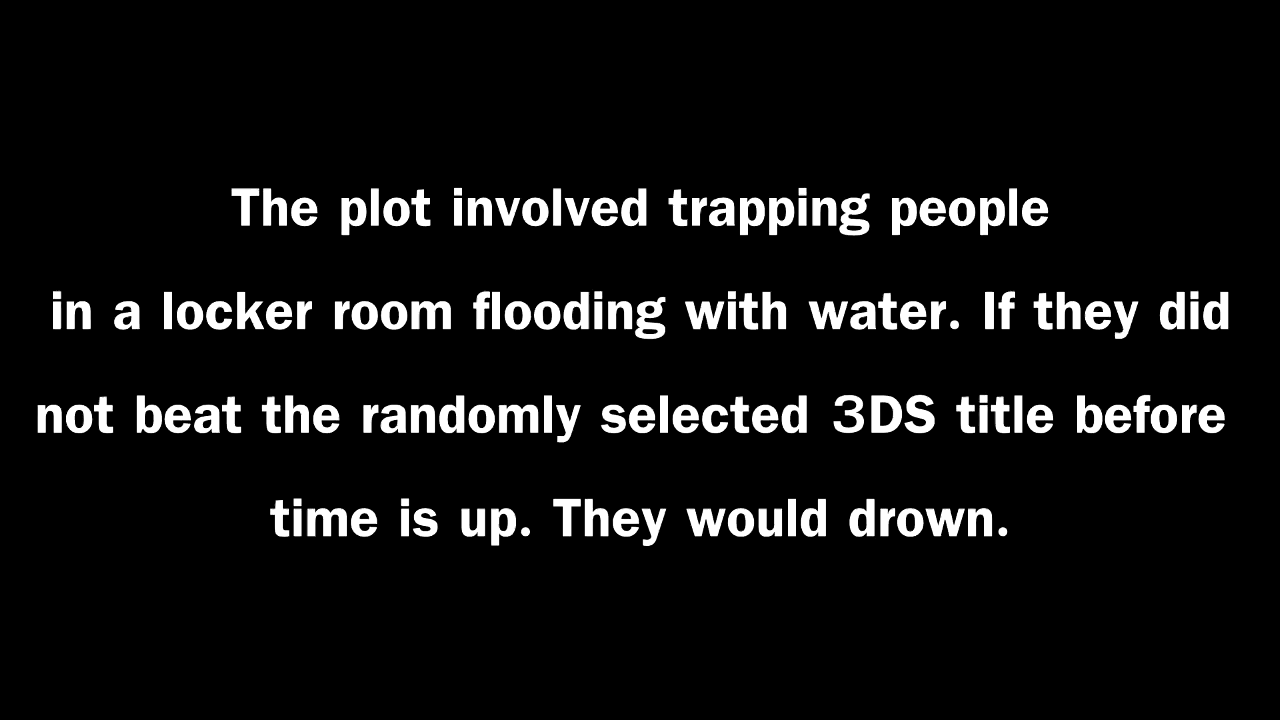 The plot involved trapping people
in a locker room flooding with water. If they did
not beat the randomly selected 3DS title before
time is up. They would drown.